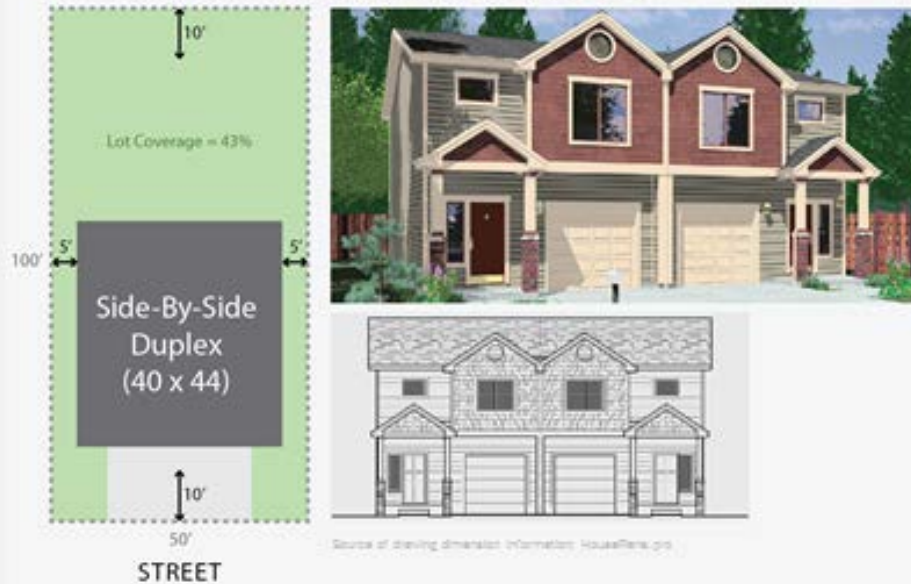 10'
Lot Coverage = 43%
5'
5'
100'
Side-By-Side
Duplex
(40 x 44)
10'
50'
STREET
Source of drawing dimension information: HousePlans.pro